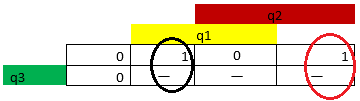 q2
q1
0 1 0 1
q3 0 — — —